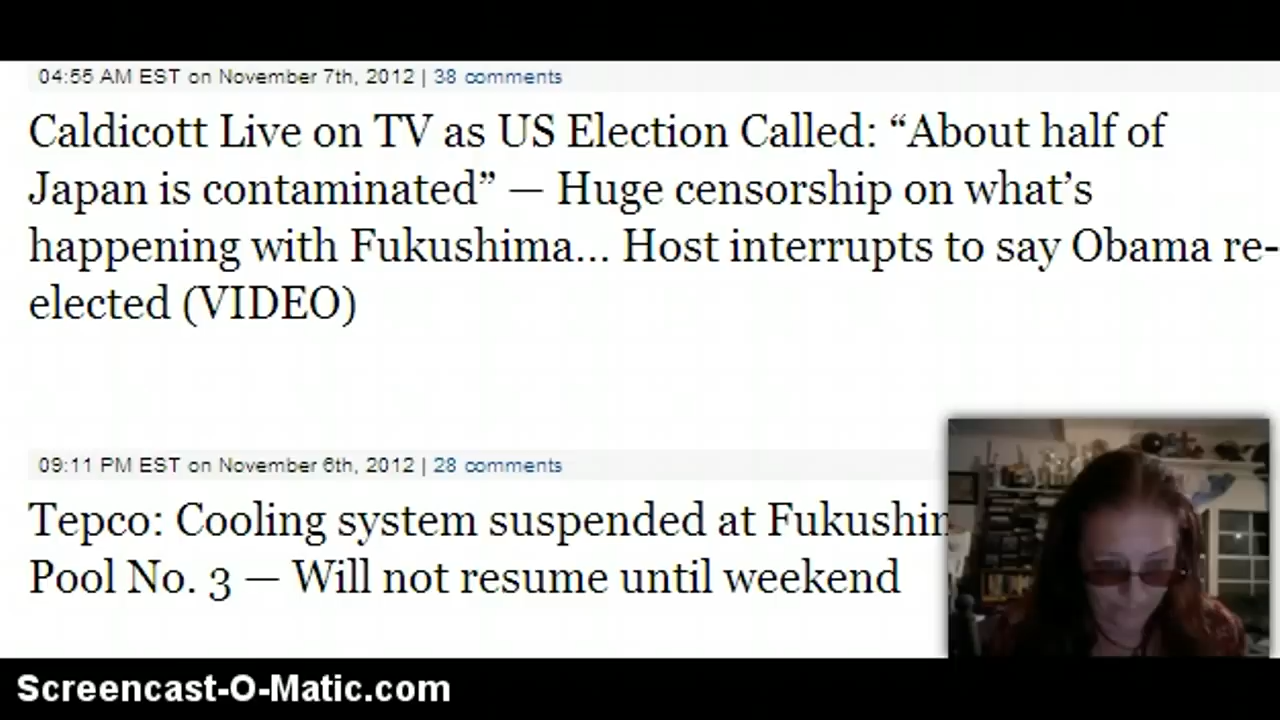 04:55 AM EST on November 7th, 2012 | 38 comments
Caldicott Live on TV as US Election Called: “About half of
Japan is contaminated” — Huge censorship on what’s
happening with Fukushima... Host interrupts to say Obama re-
elected (VIDEO)
09:11 PM EST on November 6th, 2012 | 28 comments
Tepco: Cooling system suspended at
Pool No. 3 — Will not resume until weekend
Screencast-O-Matic.com